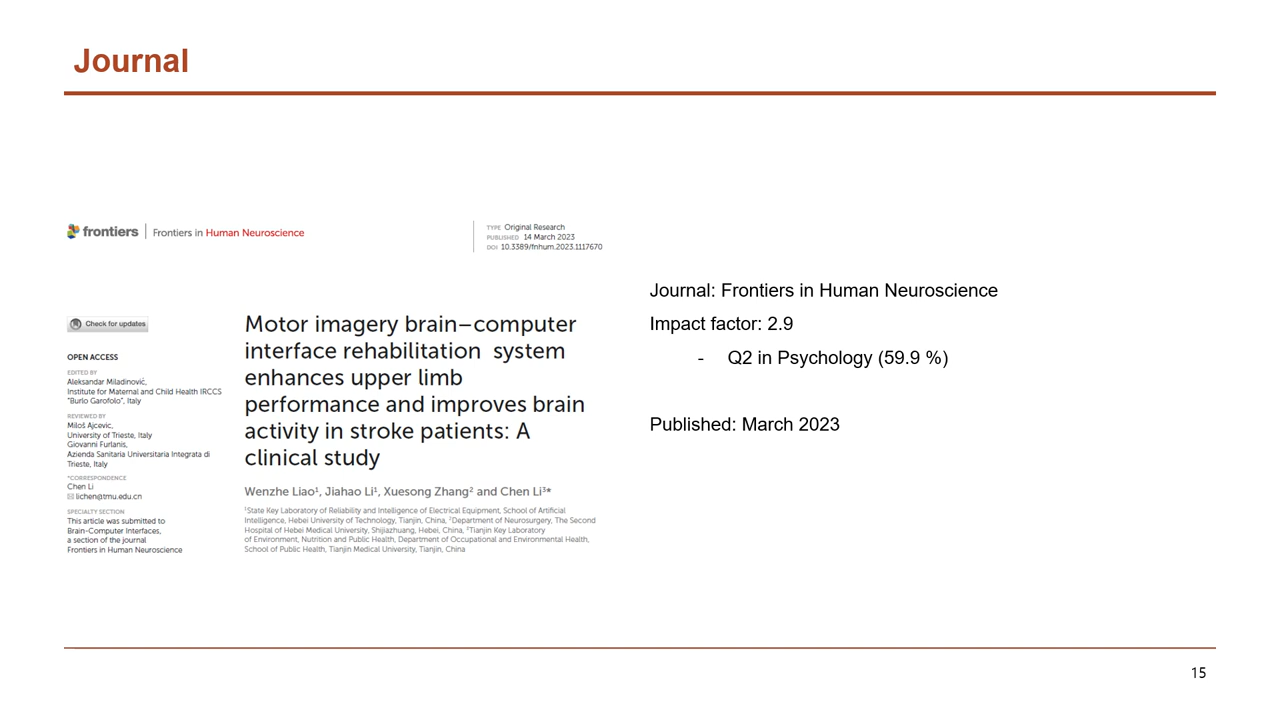 Journal
frontiers | Frontiers in Human Neuroscience
TYPE Original Research
PUBLISHED 14 March 2023
DOI 10.3389/fnhum.2023.1117670
Check for updates
OPEN ACCESS
EDITED BY
Aleksandar Miladinović,
Institute for Maternal and Child Health IRCCS
"Burlo Garofolo", Italy
REVIEWED BY
Miloš Ajcevic,
University of Trieste, Italy
Giovanni Furlanis,
Azienda Sanitaria Universitaria Integrata di
Trieste, Italy
*CORRESPONDENCE
Chen Li
lichen@tmu.edu.cn
SPECIALTY SECTION
This article was submitted to
Brain-Computer Interfaces,
a section of the journal
Frontiers in Human Neuroscience
Motor imagery brain–computer
interface rehabilitation system
enhances upper limb
performance and improves brain
activity in stroke patients: A
clinical study
Wenzhe Liao¹, Jiahao Li¹, Xuesong Zhang² and Chen Li³*
¹State Key Laboratory of Reliability and Intelligence of Electrical Equipment, School of Artificial
Intelligence, Hebei University of Technology, Tianjin, China, ²Department of Neurosurgery, The Second
Hospital of Hebei Medical University, Shijiazhuang, Hebei, China, ³Tianjin Key Laboratory
of Environment, Nutrition and Public Health, Department of Occupational and Environmental Health,
School of Public Health, Tianjin Medical University, Tianjin, China
Journal: Frontiers in Human Neuroscience
Impact factor: 2.9
- Q2 in Psychology (59.9 %)
Published: March 2023
15